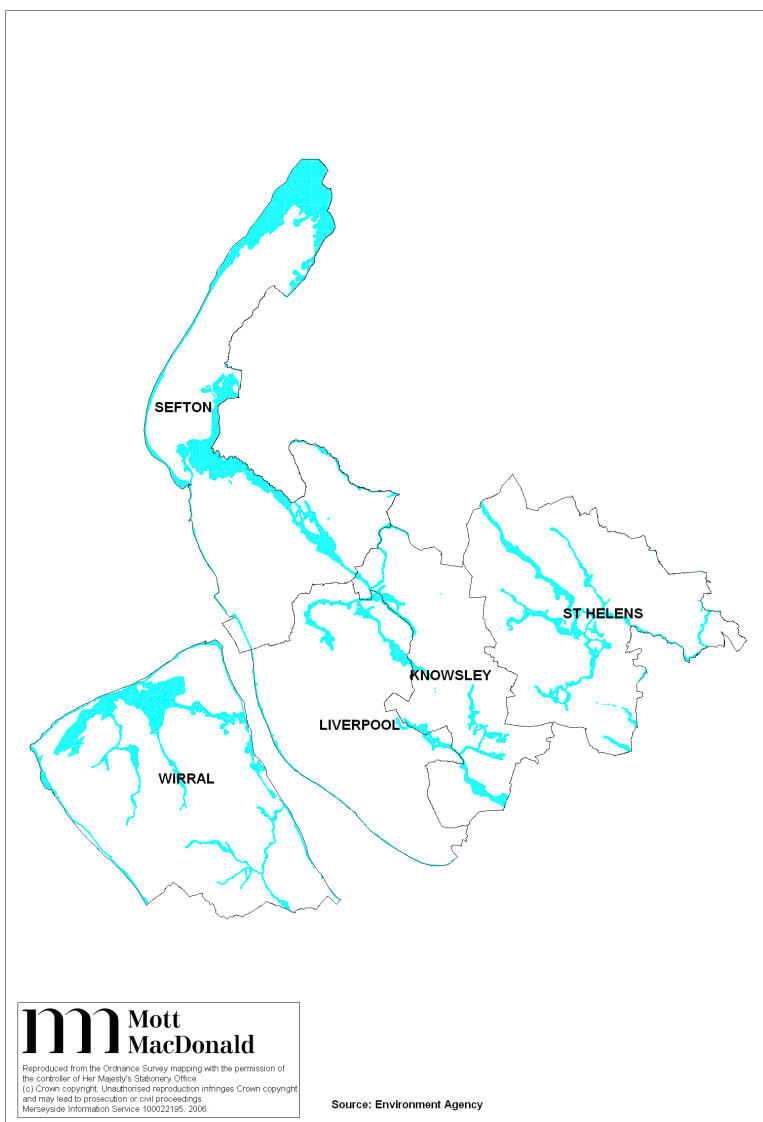 SEFTON
ST HELENS
KNOWSLEY
LIVERPOOL
WIRRAL
Mott
MacDonald
Reproduced from the Ordnance Survey mapping with the permission of
the controller of Her Majesty's Stationery Office.
(c) Crown copyright. Unauthorised reproduction infringes Crown copyright
and may lead to prosecution or civil proceedings.
Merseyside Information Service 100022195. 2006.
Source: Environment Agency